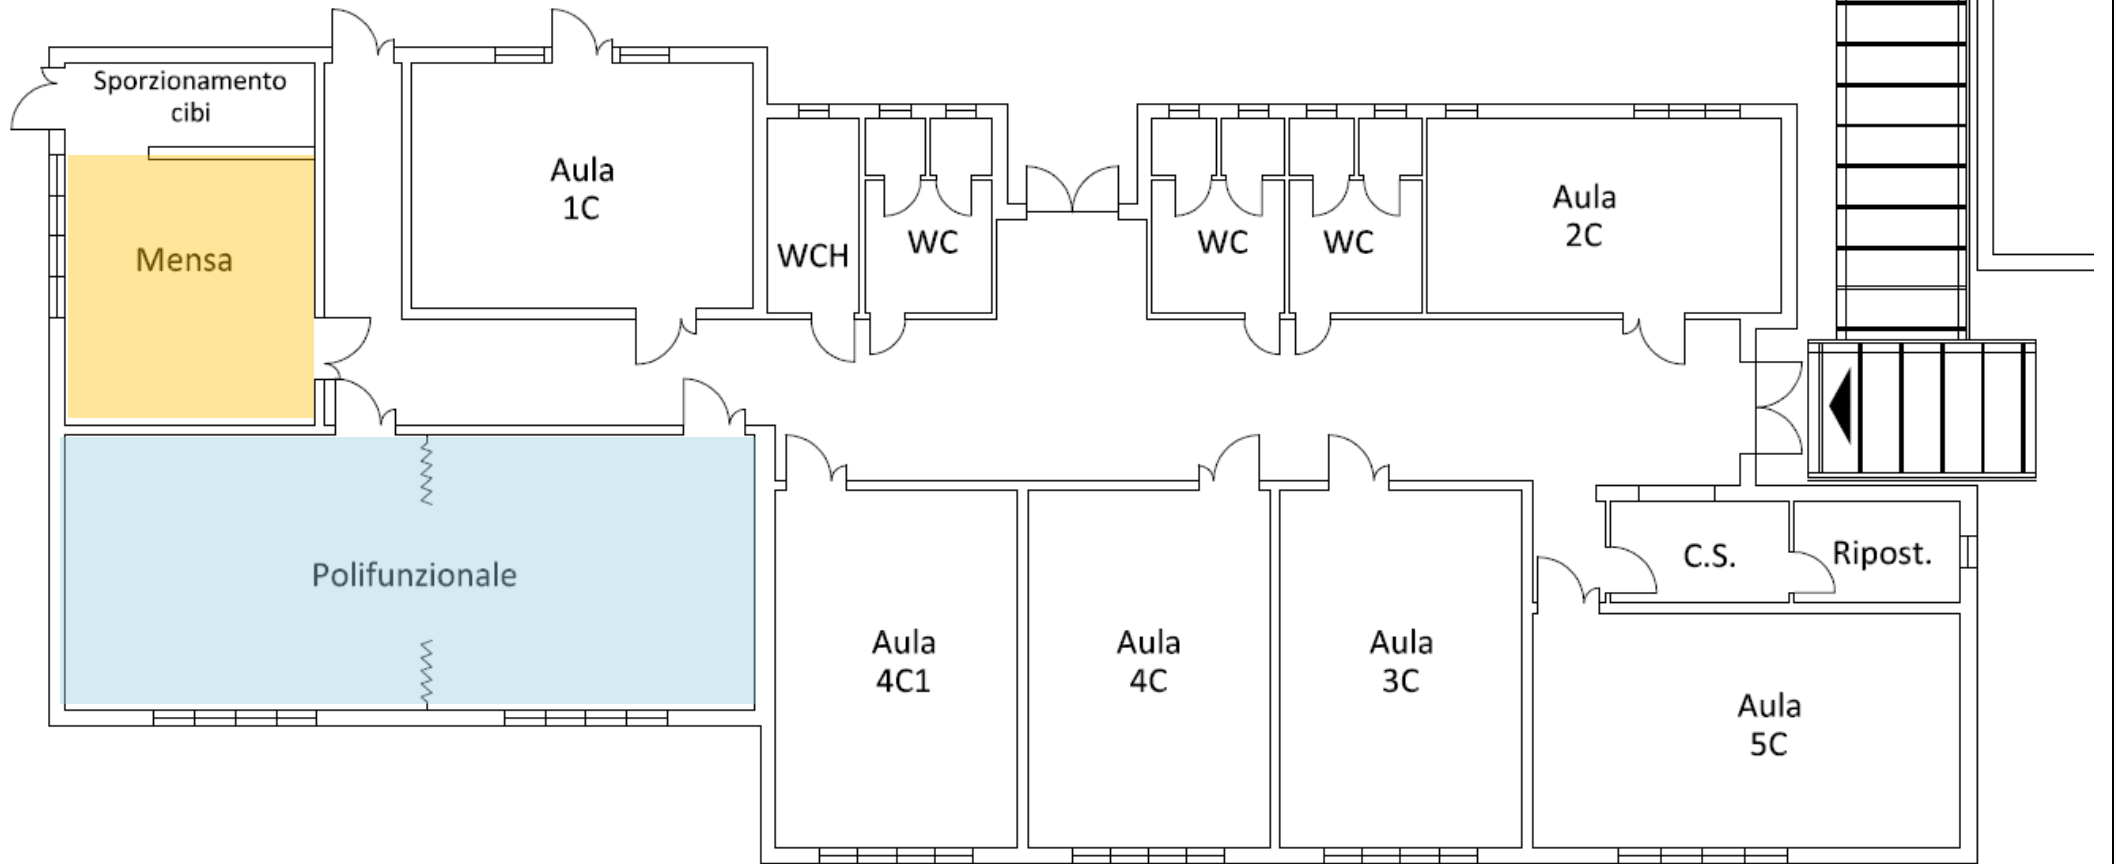 Sporzionamento
cibi
Mensa
Aula
1C
WCH
WC
WC
WC
Aula
2C
Polifunzionale
Aula
4C1
Aula
4C
Aula
3C
C.S.
Ripost.
Aula
5C